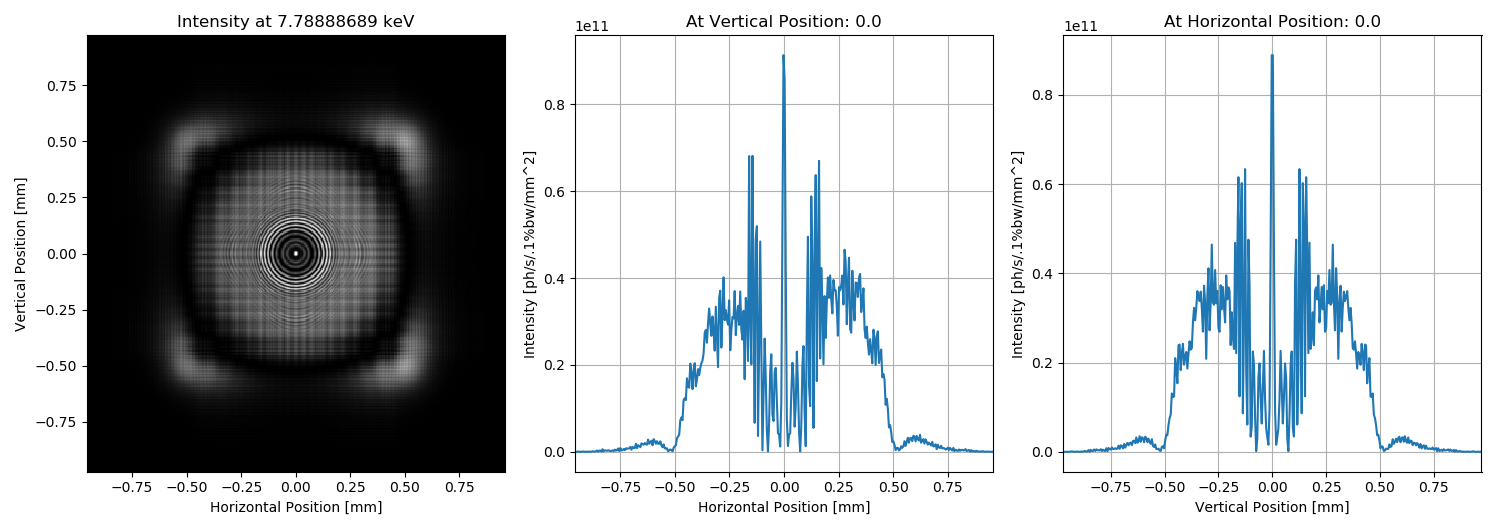 Intensity at 7.78888689 keV
Vertical Position [mm]
0.75
0.50
0.25
0.00
−0.25
−0.50
−0.75
−0.75 −0.50 −0.25 0.00 0.25 0.50 0.75
Horizontal Position [mm]
At Vertical Position: 0.0
1e11
Intensity [ph/s/.1%bw/mm^2]
0.8
0.6
0.4
0.2
0.0
−0.75 −0.50 −0.25 0.00 0.25 0.50 0.75
Horizontal Position [mm]
At Horizontal Position: 0.0
1e11
Intensity [ph/s/.1%bw/mm^2]
0.8
0.6
0.4
0.2
0.0
−0.75 −0.50 −0.25 0.00 0.25 0.50 0.75
Vertical Position [mm]